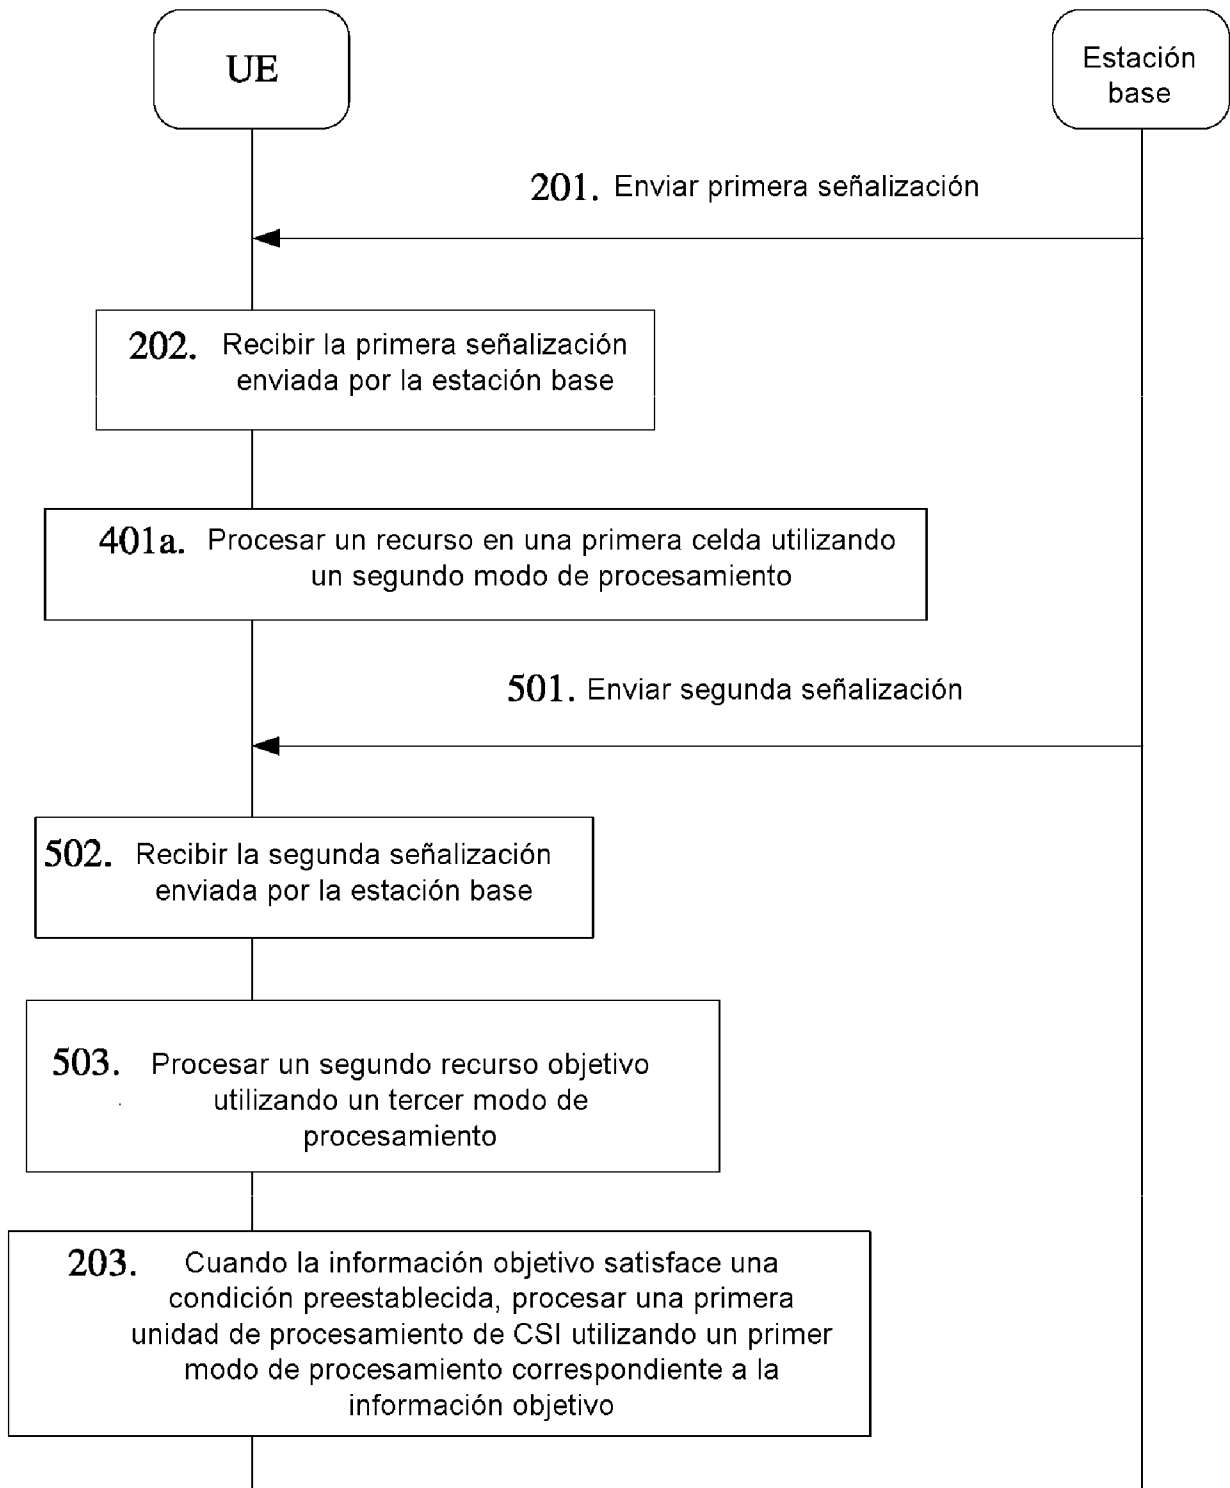 UE
Estación
base
201. Enviar primera señalización
202. Recibir la primera señalización
enviada por la estación base
401a. Procesar un recurso en una primera celda utilizando
un segundo modo de procesamiento
501. Enviar segunda señalización
502. Recibir la segunda señalización
enviada por la estación base
503. Procesar un segundo recurso objetivo
utilizando un tercer modo de
procesamiento
203. Cuando la información objetivo satisface una
condición preestablecida, procesar una primera
unidad de procesamiento de CSI utilizando un primer
modo de procesamiento correspondiente a la
información objetivo